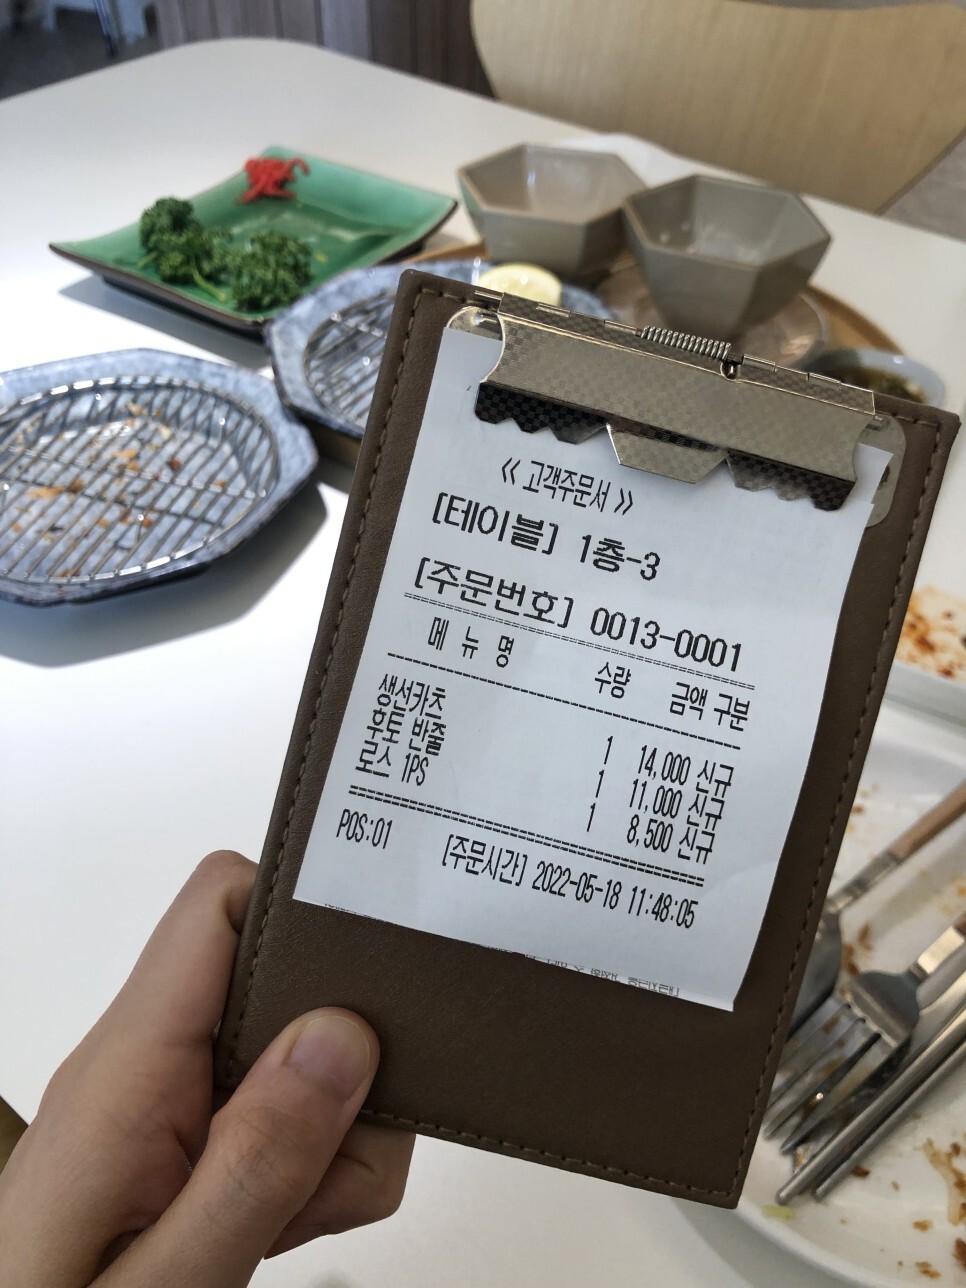 《 고객주문서 》
[테이블] 1층-3
[주문번호] 0013-0001
메 뉴 명 수량 금액 구분
생선카츠 1 14,000 신규
후토 반줄 1 11,000 신규
로스 1PS 1 8,500 신규
POS:01 [주문시간] 2022-05-18 11:48:05